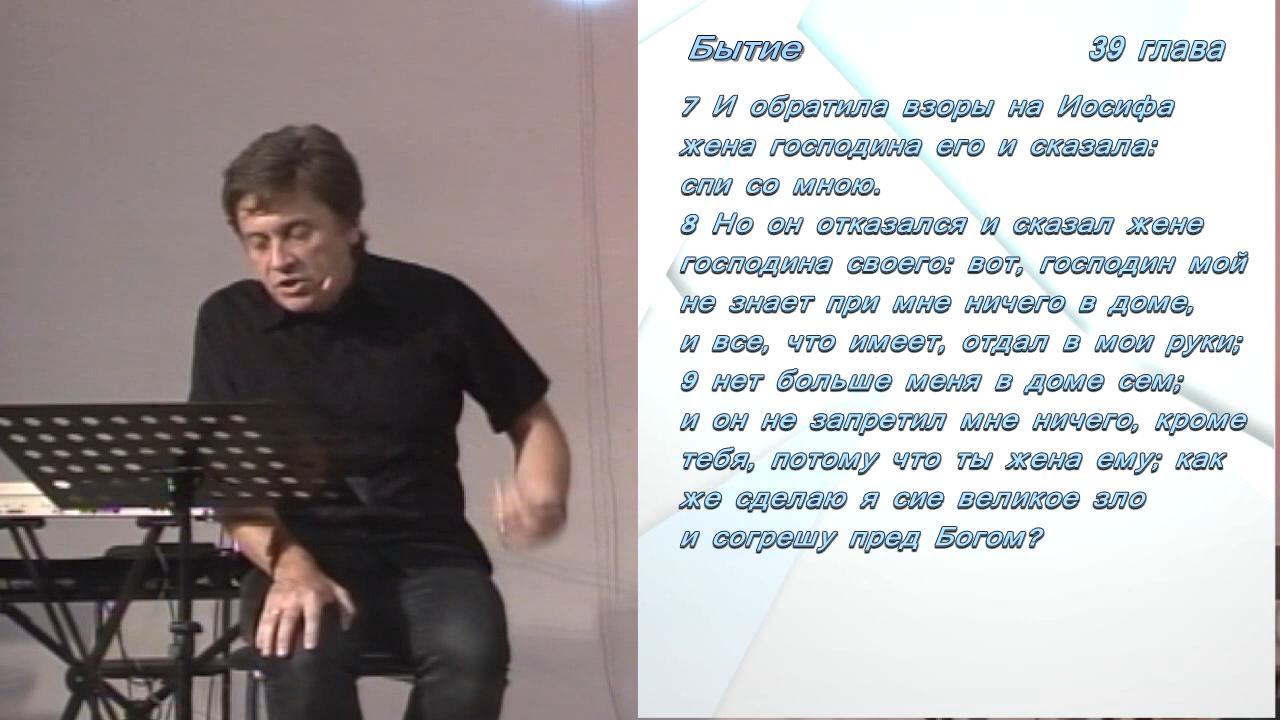 Бытие 39 глава
7 И обратила взоры на Иосифа
жена господина его и сказала:
спи со мною.
8 Но он отказался и сказал жене
господина своего: вот, господин мой
не знает при мне ничего в доме,
и все, что имеет, отдал в мои руки;
9 нет больше меня в доме сем;
и он не запретил мне ничего, кроме
тебя, потому что ты жена ему; как
же сделаю я сие великое зло
и согрешу пред Богом?